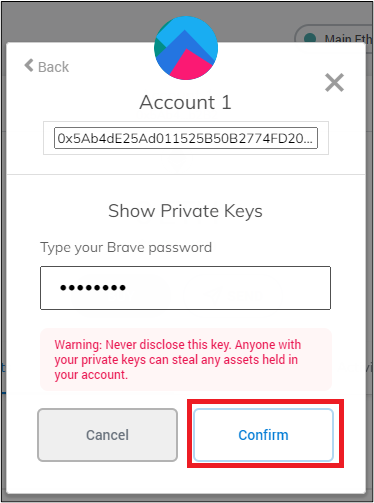 Main Eth
Back
Account 1
0x5Ab4dE25Ad011525B50B2774FD20...
Show Private Keys
Type your Brave password
Warning: Never disclose this key. Anyone with
your private keys can steal any assets held in
your account.
Cancel
Confirm